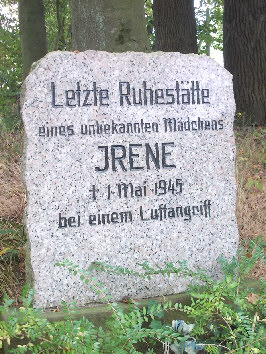 Letzte Ruhestätte
eines unbekannten Mädchens
JRENE
† 1. Mai 1945
bei einem Luftangriff